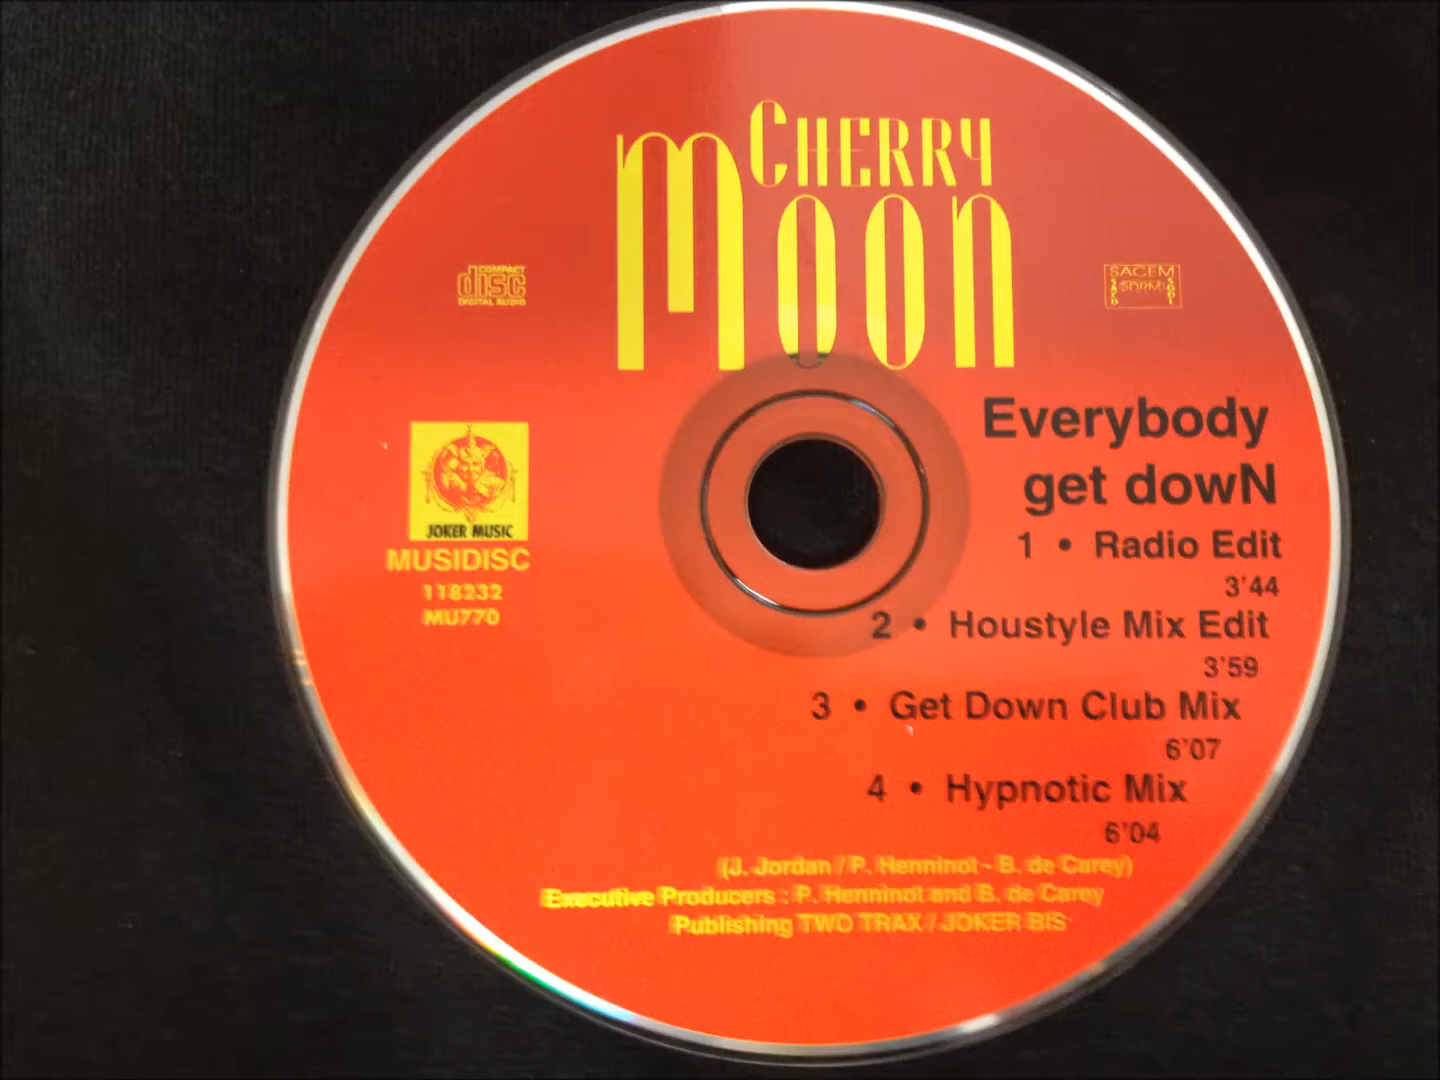 CHERRY
Moon
COMPACT
disc
DIGITAL AUDIO
SACEM
SACD
SDRM
SGDL
Everybody
get dowN
1 • Radio Edit
3'44
2 • Houstyle Mix Edit
3'59
3 • Get Down Club Mix
6'07
4 • Hypnotic Mix
6'04
JOKER MUSIC
MUSIDISC
118232
MU770
(J. Jordan / P. Henninot - B. de Carey)
Executive Producers : P. Henninot and B. de Carey
Publishing TWO TRAX / JOKER BIS